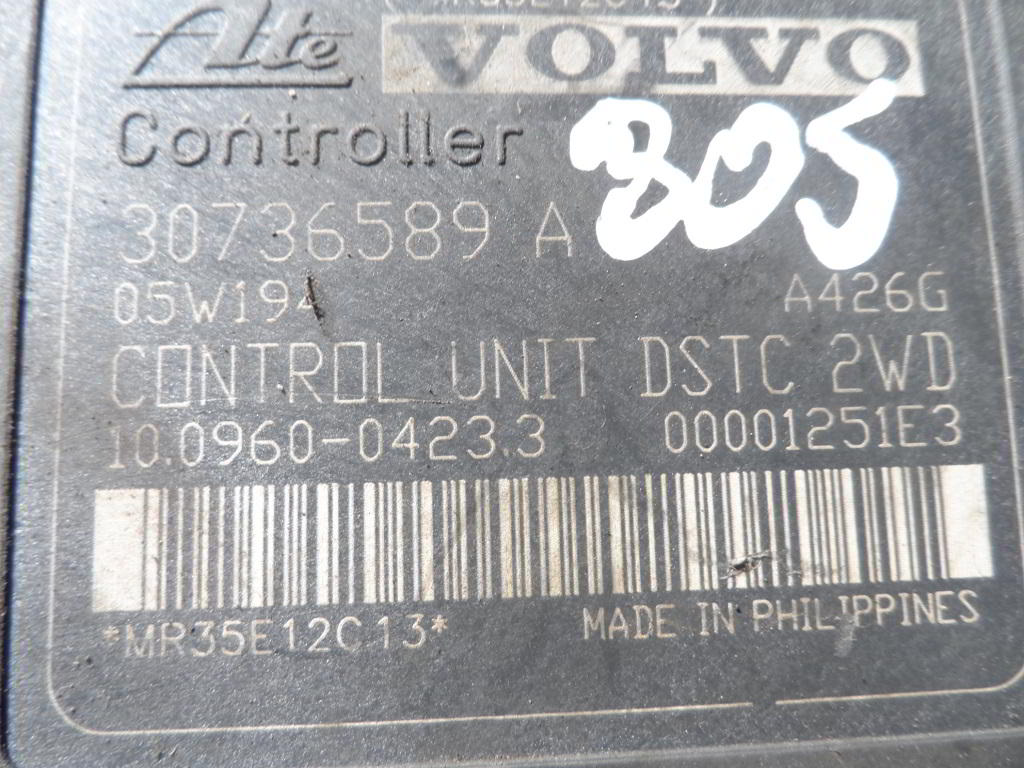 (*MR35E12C13*)
Ate VOLVO
Controller 805
30736589 A
05W194 A426G
CONTROL UNIT DSTC 2WD
10.0960-0423.3 00001251E3
*MR35E12C13*
MADE IN PHILIPPINES